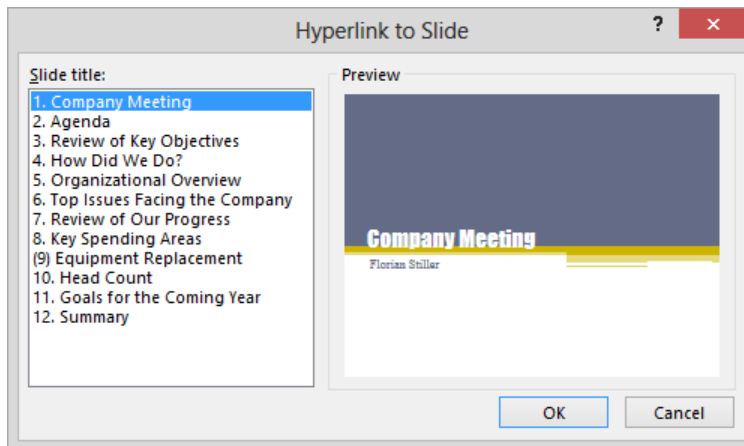 Hyperlink to Slide
?
Slide title:
1. Company Meeting
2. Agenda
3. Review of Key Objectives
4. How Did We Do?
5. Organizational Overview
6. Top Issues Facing the Company
7. Review of Our Progress
8. Key Spending Areas
(9) Equipment Replacement
10. Head Count
11. Goals for the Coming Year
12. Summary
Preview
Company Meeting
Florian Stiller
OK
Cancel